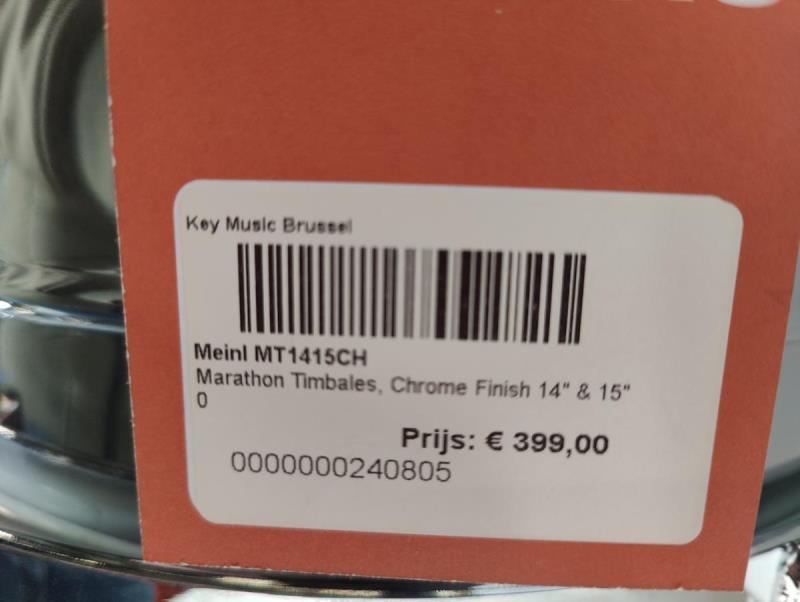 Key Music Brussel
Meinl MT1415CH
Marathon Timbales, Chrome Finish 14" & 15"
0
Prijs: € 399,00
0000000240805